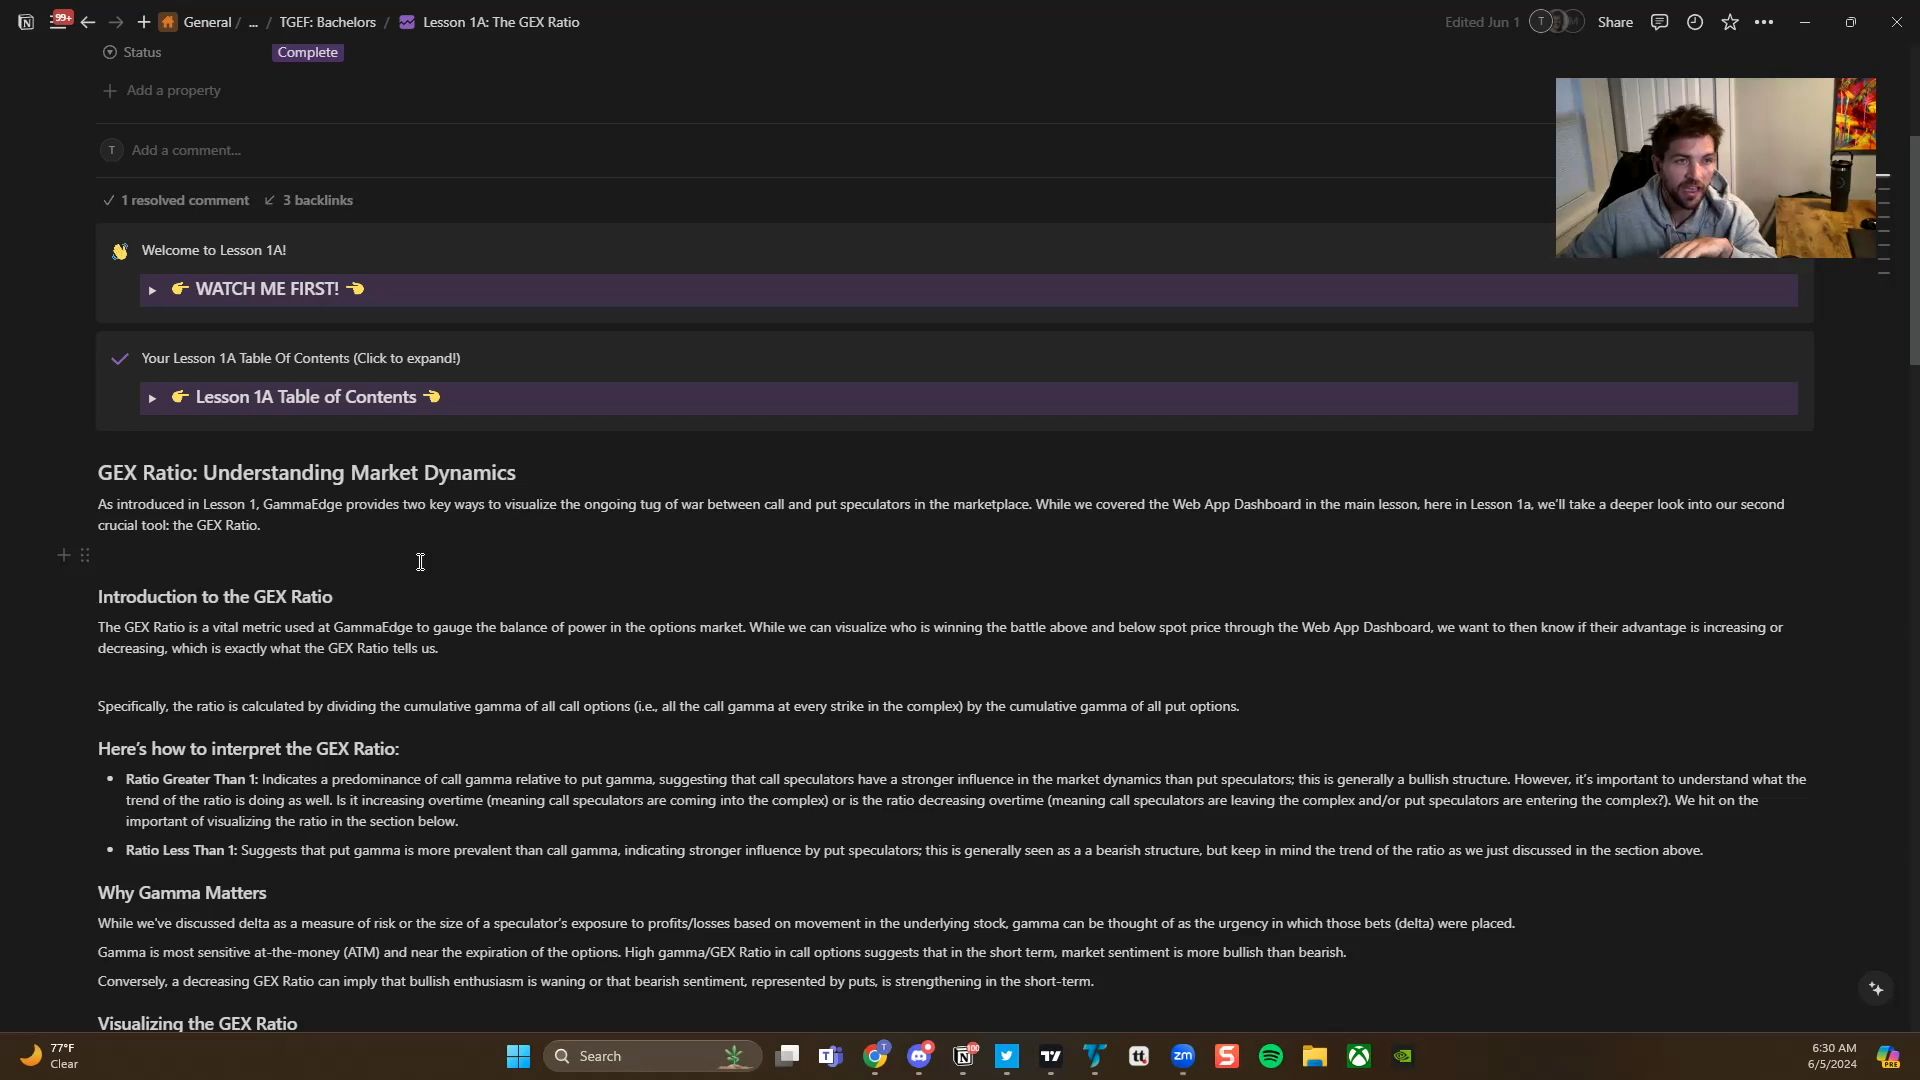 99+
General / ... / TGEF: Bachelors / Lesson 1A: The GEX Ratio
Edited Jun 1
T
Share
Status
Complete
Add a property
T
Add a comment...
1 resolved comment
3 backlinks
Welcome to Lesson 1A!
WATCH ME FIRST!
Your Lesson 1A Table Of Contents (Click to expand!)
Lesson 1A Table of Contents
GEX Ratio: Understanding Market Dynamics
As introduced in Lesson 1, GammaEdge provides two key ways to visualize the ongoing tug of war between call and put speculators in the marketplace. While we covered the Web App Dashboard in the main lesson, here in Lesson 1a, we'll take a deeper look into our second
crucial tool: the GEX Ratio.
Introduction to the GEX Ratio
The GEX Ratio is a vital metric used at GammaEdge to gauge the balance of power in the options market. While we can visualize who is winning the battle above and below spot price through the Web App Dashboard, we want to then know if their advantage is increasing or
decreasing, which is exactly what the GEX Ratio tells us.
Specifically, the ratio is calculated by dividing the cumulative gamma of all call options (i.e., all the call gamma at every strike in the complex) by the cumulative gamma of all put options.
Here's how to interpret the GEX Ratio:
• Ratio Greater Than 1: Indicates a predominance of call gamma relative to put gamma, suggesting that call speculators have a stronger influence in the market dynamics than put speculators; this is generally a bullish structure. However, it's important to understand what the
trend of the ratio is doing as well. Is it increasing overtime (meaning call speculators are coming into the complex) or is the ratio decreasing overtime (meaning call speculators are leaving the complex and/or put speculators are entering the complex?). We hit on the
important of visualizing the ratio in the section below.
• Ratio Less Than 1: Suggests that put gamma is more prevalent than call gamma, indicating stronger influence by put speculators; this is generally seen as a a bearish structure, but keep in mind the trend of the ratio as we just discussed in the section above.
Why Gamma Matters
While we've discussed delta as a measure of risk or the size of a speculator's exposure to profits/losses based on movement in the underlying stock, gamma can be thought of as the urgency in which those bets (delta) were placed.
Gamma is most sensitive at-the-money (ATM) and near the expiration of the options. High gamma/GEX Ratio in call options suggests that in the short term, market sentiment is more bullish than bearish.
Conversely, a decreasing GEX Ratio can imply that bullish enthusiasm is waning or that bearish sentiment, represented by puts, is strengthening in the short-term.
Visualizing the GEX Ratio
77°F
Clear
Search
T
100
tt
zm
S
PRE
6:30 AM
6/5/2024